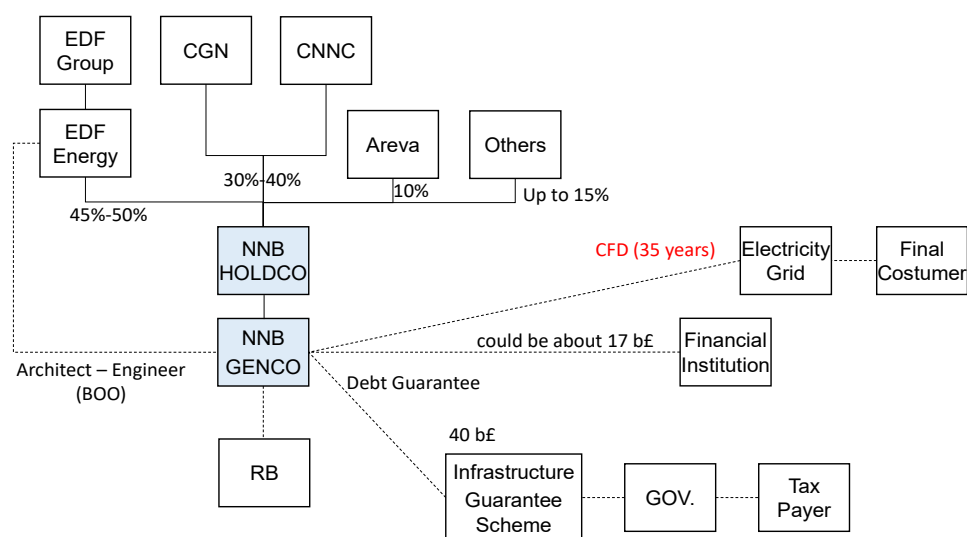 EDF
Group
CGN
CNNC
EDF
Energy
Areva
Others
30%-40%
10%
Up to 15%
45%-50%
NNB
HOLDCO
CFD (35 years)
Electricity
Grid
Final
Costumer
NNB
GENCO
could be about 17 b£
Financial
Institution
Architect – Engineer
(BOO)
Debt Guarantee
40 b£
RB
Infrastructure
Guarantee
Scheme
GOV.
Tax
Payer